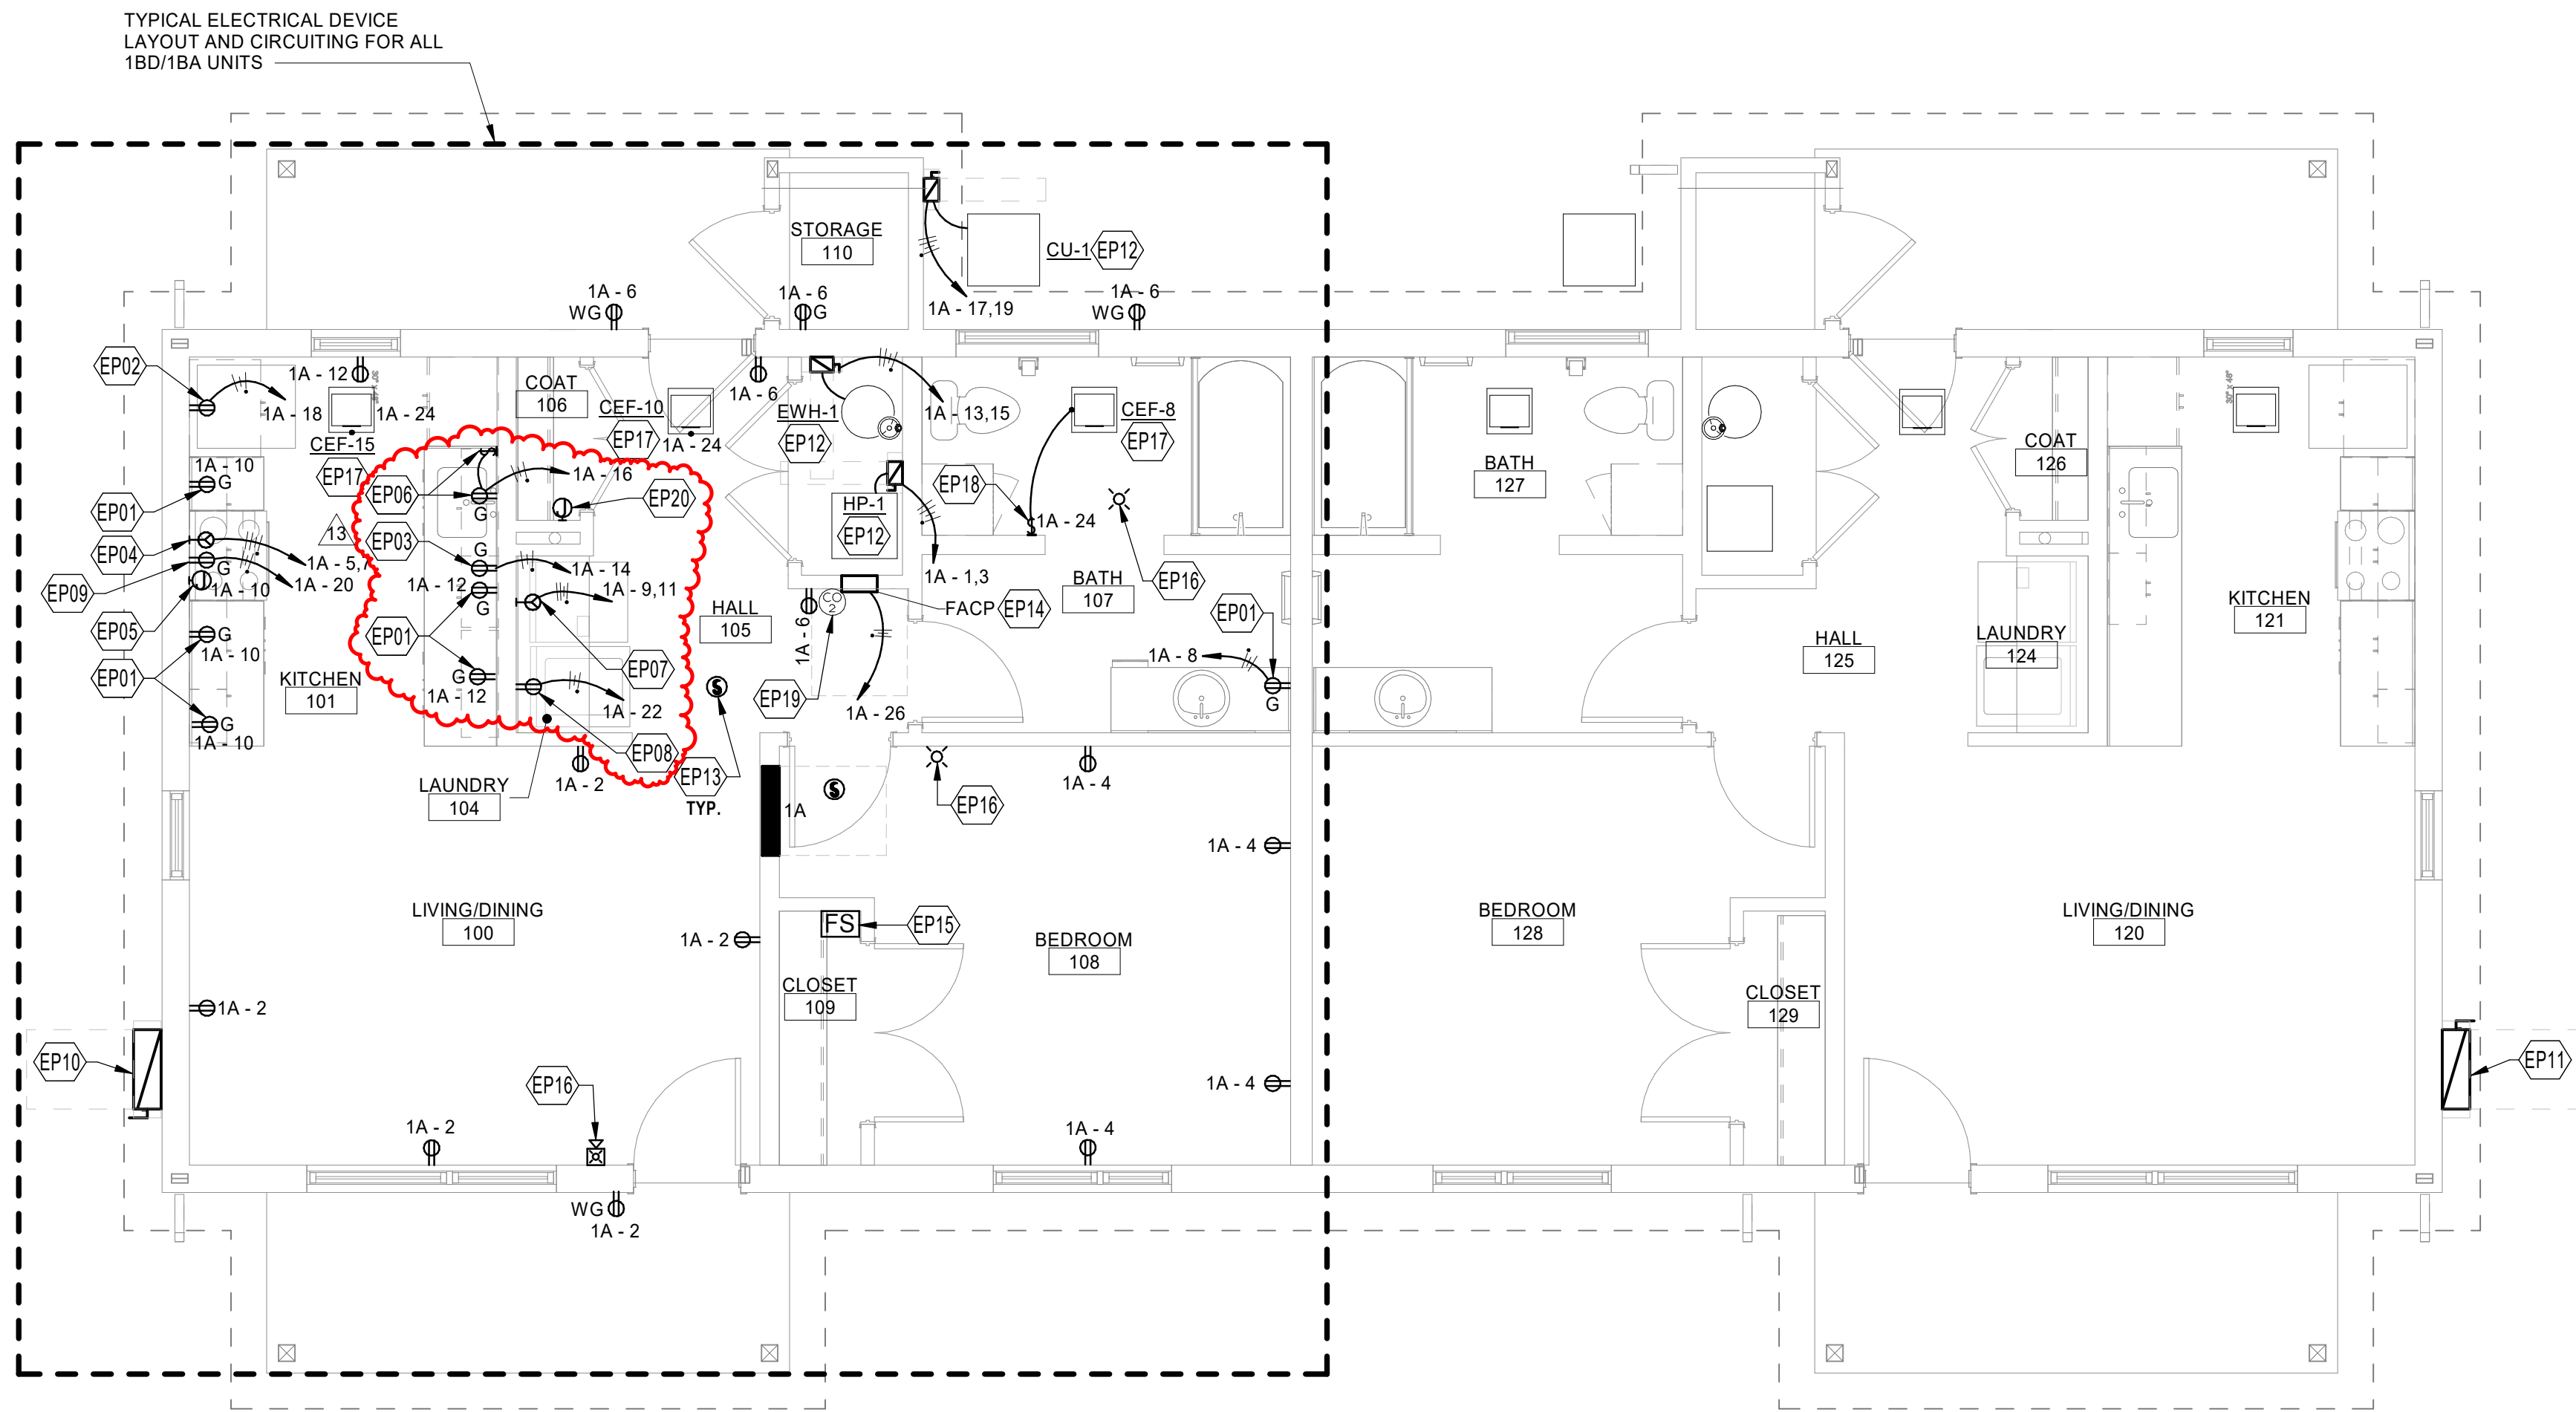 TYPICAL ELECTRICAL DEVICE
LAYOUT AND CIRCUITING FOR ALL
1BD/1BA UNITS
STORAGE
110
CU-1
EP12
1A - 17,19
1A - 6
WG
1A - 6
G
1A - 6
WG
EP02
1A - 12
30" x 48"
1A - 18
1A - 24
CEF-15
EP17
COAT
106
CEF-10
EP17
1A - 24
1A - 6
EWH-1
EP12
1A - 13,15
CEF-8
EP17
1A - 10
G
EP01
EP06
G
1A - 16
EP20
HP-1
EP12
EP18
1A - 24
BATH
127
COAT
126
30" x 48"
13
EP04
EP03
G
1A - 5,7
G
EP09
1A - 10
1A - 20
EP05
1A - 12
G
1A - 14
1A - 9,11
1A - 1,3
EP16
BATH
107
EP01
FACP
EP14
HALL
105
1A - 6
CO
2
EP01
G
1A - 10
EP01
G
1A - 10
KITCHEN
101
EP01
G
1A - 12
EP07
1A - 22
EP08
S
EP13
TYP.
EP19
1A - 26
1A - 8
G
HALL
125
LAUNDRY
124
KITCHEN
121
LAUNDRY
104
1A - 2
1A
S
EP16
1A - 4
1A - 4
LIVING/DINING
100
1A - 2
FS
EP15
BEDROOM
108
BEDROOM
128
LIVING/DINING
120
CLOSET
109
CLOSET
129
1A - 2
EP10
EP16
1A - 4
EP11
1A - 2
1A - 4
WG
1A - 2